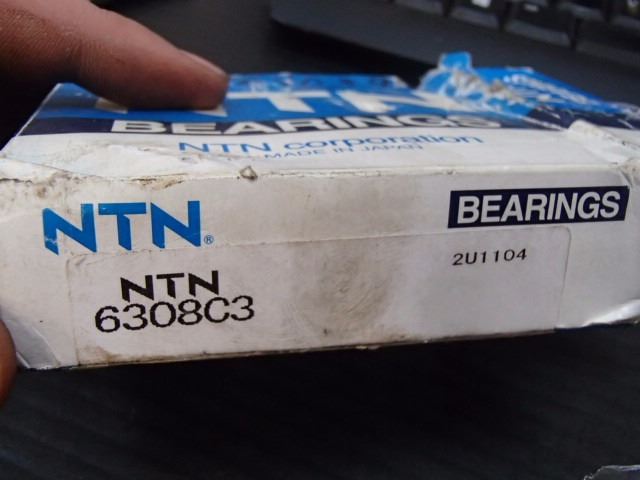 NTN
BEARINGS
NTN corporation
MADE IN JAPAN
NTN®
BEARINGS
NTN
6308C3
2U1104